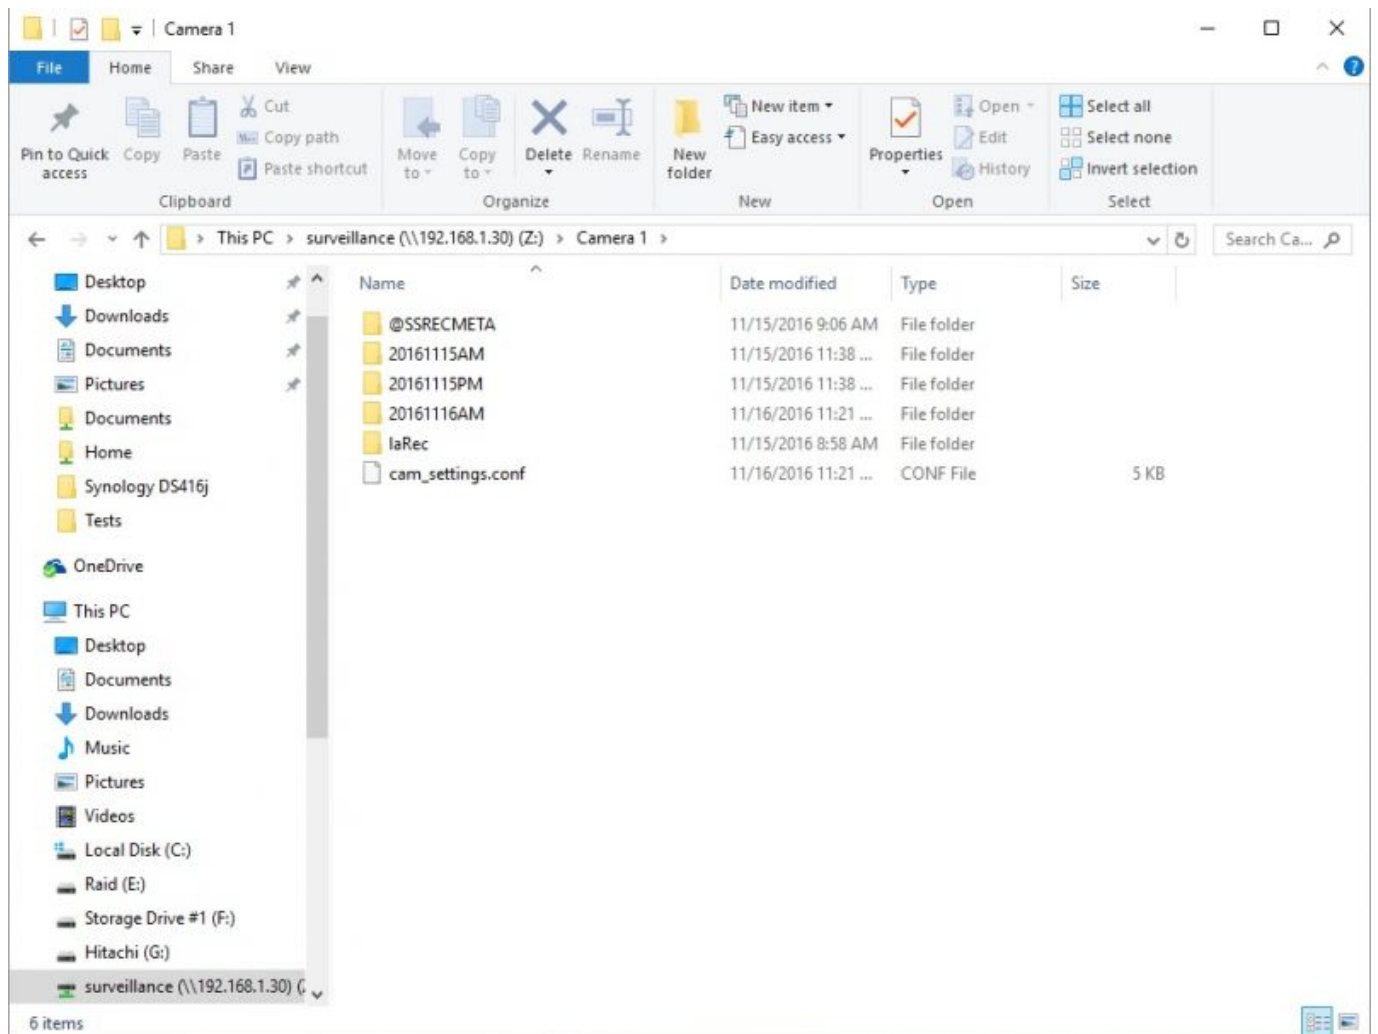 Camera 1
File Home Share View
Pin to Quick access
Copy
Paste
Cut
Copy path
Paste shortcut
Clipboard
Move to
Copy to
Delete
Rename
Organize
New folder
New item
Easy access
New
Properties
Open
Edit
History
Open
Select all
Select none
Invert selection
Select
This PC > surveillance (\\192.168.1.30) (Z:) > Camera 1 >
Search Ca...
Desktop
Downloads
Documents
Pictures
Documents
Home
Synology DS416j
Tests
OneDrive
This PC
Desktop
Documents
Downloads
Music
Pictures
Videos
Local Disk (C:)
Raid (E:)
Storage Drive #1 (F:)
Hitachi (G:)
surveillance (\\192.168.1.30) (
Name Date modified Type Size
@SSRECMETA 11/15/2016 9:06 AM File folder
20161115AM 11/15/2016 11:38 ... File folder
20161115PM 11/15/2016 11:38 ... File folder
20161116AM 11/16/2016 11:21 ... File folder
IaRec 11/15/2016 8:58 AM File folder
cam_settings.conf 11/16/2016 11:21 ... CONF File 5 KB
6 items